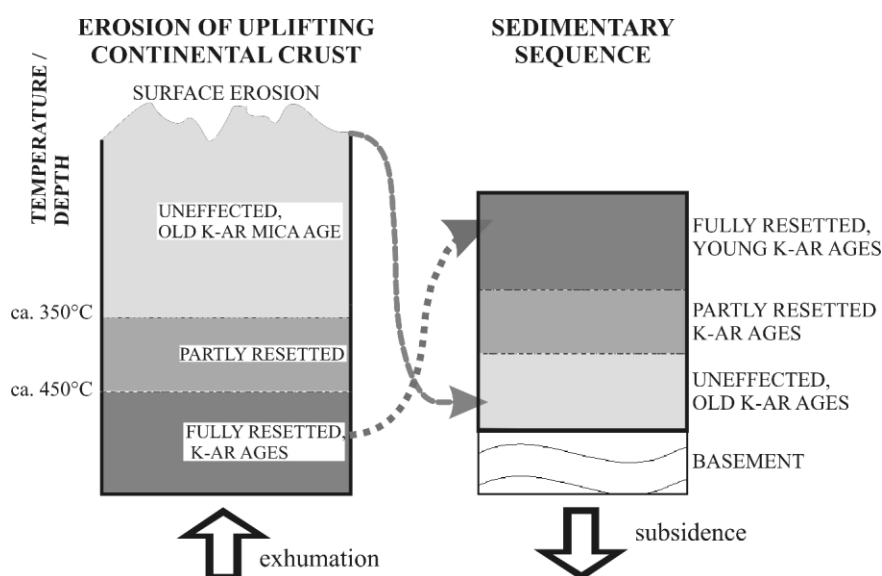 EROSION OF UPLIFTING
CONTINENTAL CRUST
SEDIMENTARY
SEQUENCE
TEMPERATURE /
DEPTH
SURFACE EROSION
UNEFFECTED,
OLD K-AR MICA AGE
ca. 350°C
PARTLY RESETTED
ca. 450°C
FULLY RESETTED,
K-AR AGES
exhumation
FULLY RESETTED,
YOUNG K-AR AGES
PARTLY RESETTED
K-AR AGES
UNEFFECTED,
OLD K-AR AGES
BASEMENT
subsidence